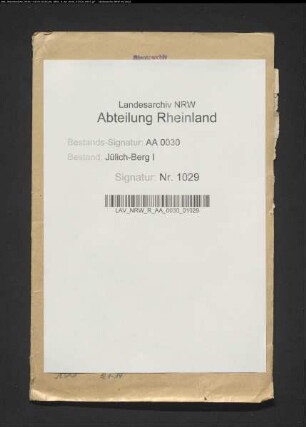 Landesarchiv NRW
Abteilung Rheinland
Bestands-Signatur: AA 0030
Bestand: Jülich-Berg I
Signatur: Nr. 1029
LAV_NRW_R_AA_0030_01029